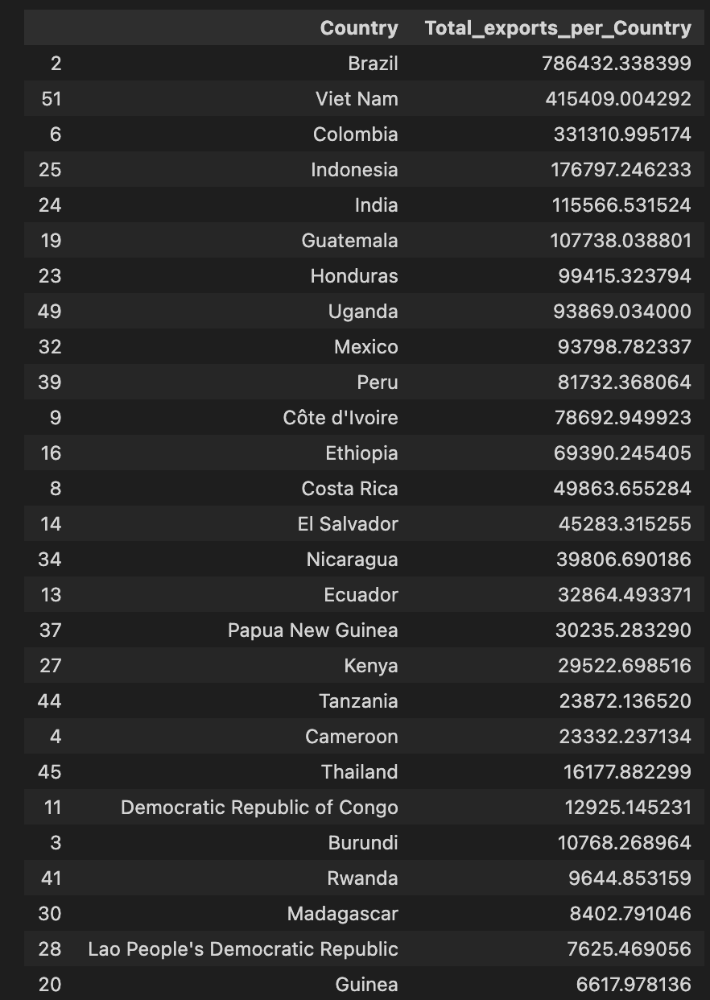 Country Total_exports_per_Country
2 Brazil 786432.338399
51 Viet Nam 415409.004292
6 Colombia 331310.995174
25 Indonesia 176797.246233
24 India 115566.531524
19 Guatemala 107738.038801
23 Honduras 99415.323794
49 Uganda 93869.034000
32 Mexico 93798.782337
39 Peru 81732.368064
9 Côte d'Ivoire 78692.949923
16 Ethiopia 69390.245405
8 Costa Rica 49863.655284
14 El Salvador 45283.315255
34 Nicaragua 39806.690186
13 Ecuador 32864.493371
37 Papua New Guinea 30235.283290
27 Kenya 29522.698516
44 Tanzania 23872.136520
4 Cameroon 23332.237134
45 Thailand 16177.882299
11 Democratic Republic of Congo 12925.145231
3 Burundi 10768.268964
41 Rwanda 9644.853159
30 Madagascar 8402.791046
28 Lao People's Democratic Republic 7625.469056
20 Guinea 6617.978136